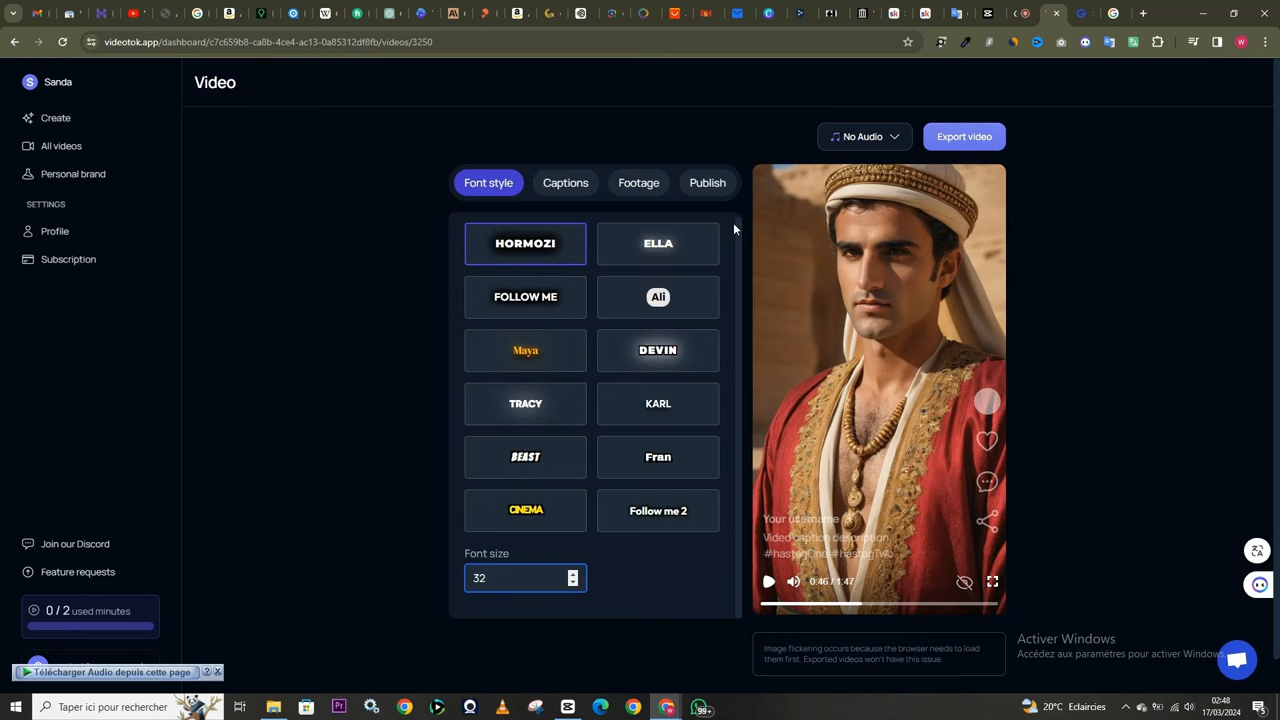 videotok.app/dashboard/c7c659b8-ca8b-4ce4-ac13-0a85312df8fb/videos/3250
S Sanda
Video
Create
All videos
Personal brand
SETTINGS
Profile
Subscription
No Audio
Export video
Font style
Captions
Footage
Publish
HORMOZI
ELLA
FOLLOW ME
Ali
Maya
DEVIN
TRACY
KARL
BEAST
Fran
CINEMA
Follow me 2
Font size
32
Your username
Video caption description
#hastagOne #hastagTwo
0:46 / 1:47
Image flickering occurs because the browser needs to
load them first. Exported videos won't have this issue.
Join our Discord
Feature requests
0 / 2 used minutes
Télécharger Audio depuis cette page ? X
Activer Windows
Accédez aux paramètres pour activer Windows
Taper ici pour rechercher
99+
20°C Eclaircies
02:48
17/03/2024